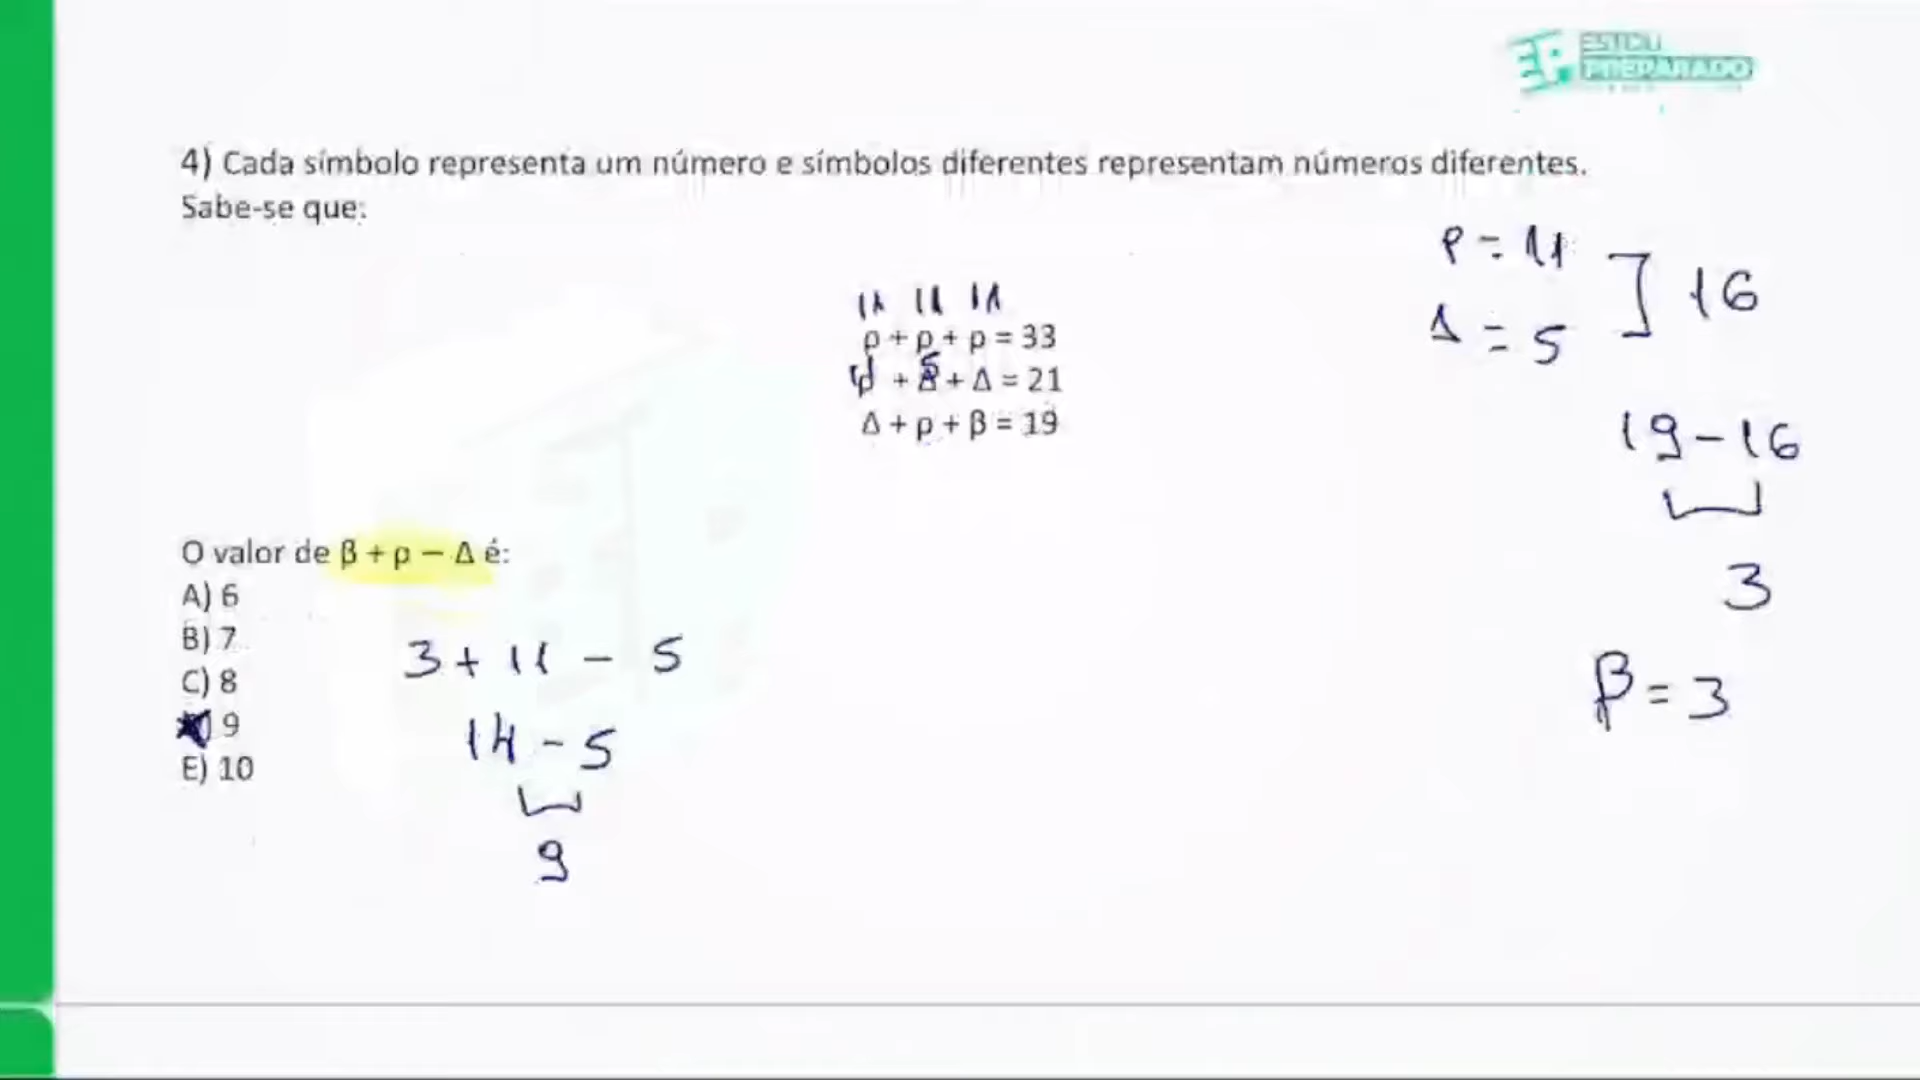 ESTOU
PREPARADO
4) Cada símbolo representa um número e símbolos diferentes representam números diferentes.
Sabe-se que:
11 11 11
ρ + ρ + ρ = 33
+ Δ + Δ = 21
Δ + ρ + β = 19
ρ = 11
Δ = 5
] 16
19 - 16
3
β = 3
O valor de β + ρ − Δ é:
A) 6
B) 7
C) 8
) 9
E) 10
3 + 11 - 5
14 - 5
9